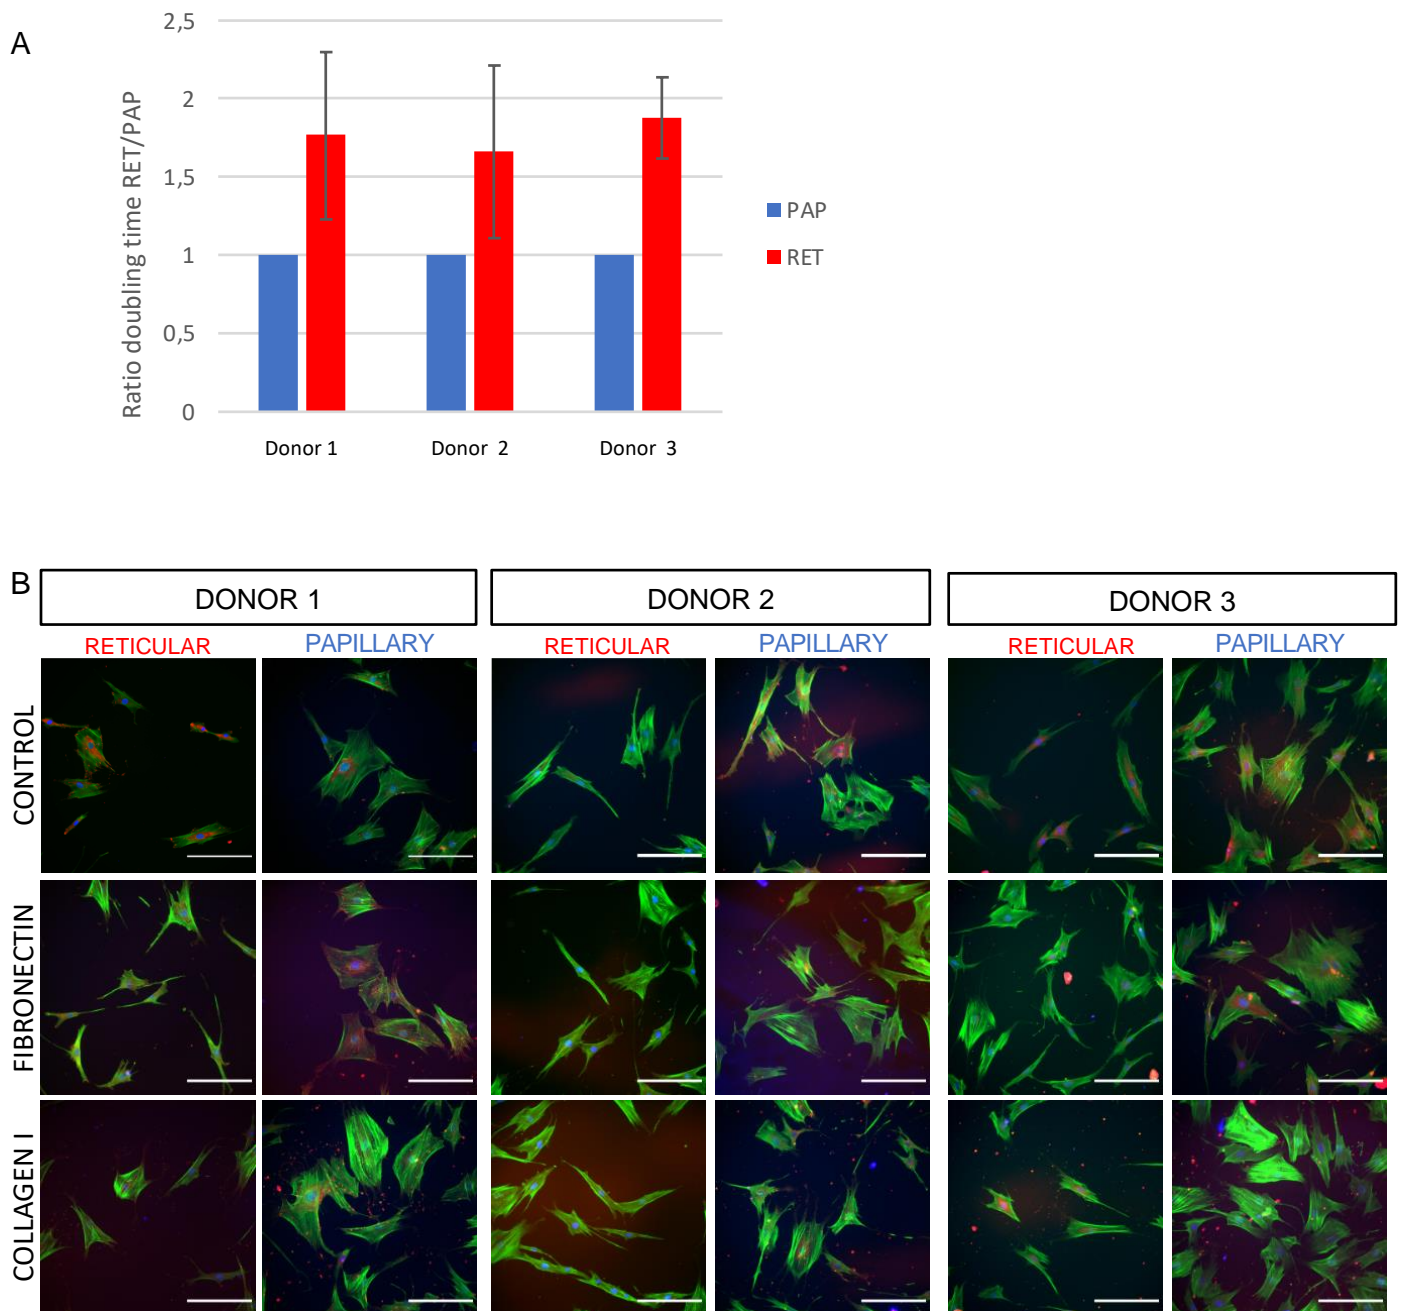 A
Ratio doubling time RET/PAP
2,5
2
1,5
1
0,5
0
Donor 1
Donor 2
Donor 3
PAP
RET
B
DONOR 1
DONOR 2
DONOR 3
RETICULAR
PAPILLARY
RETICULAR
PAPILLARY
RETICULAR
PAPILLARY
CONTROL
FIBRONECTIN
COLLAGEN I